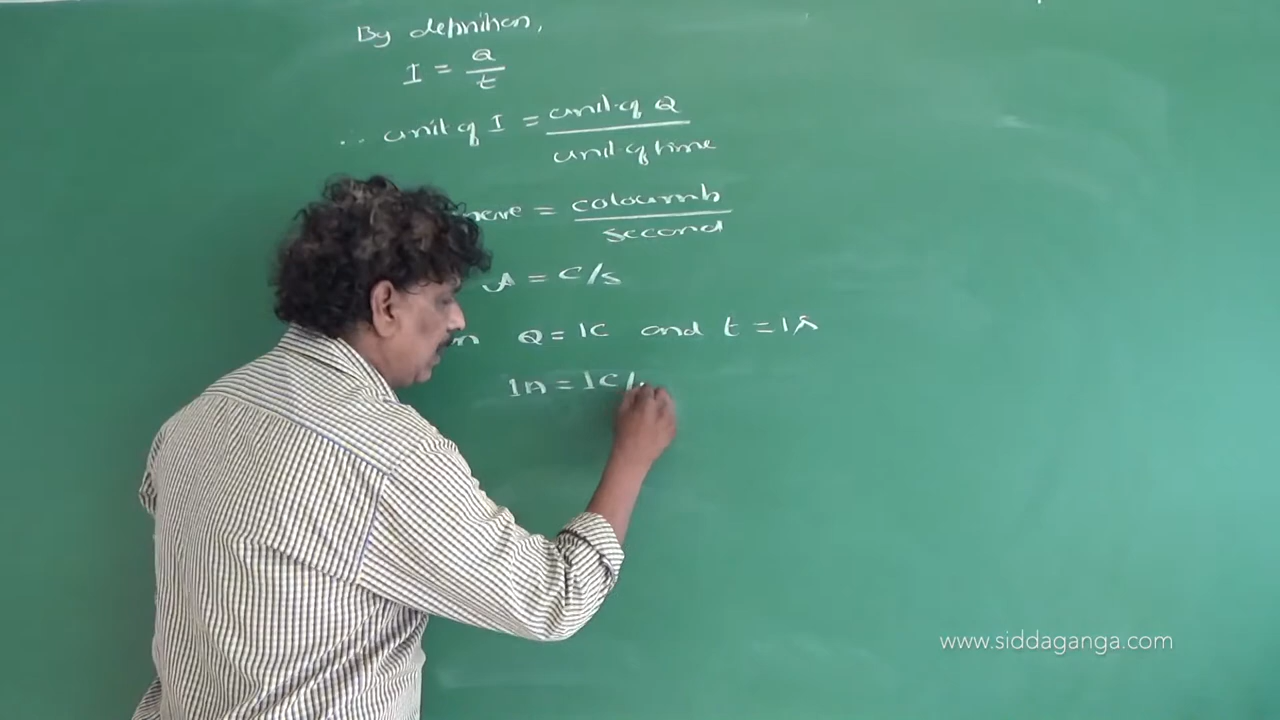 By definition,
I = Q/t
∴ unit of I = unit of Q / unit of time
= coloumb / second
A = C/s
Q = 1C and t = 1s
1A = 1C/
www.siddaganga.com